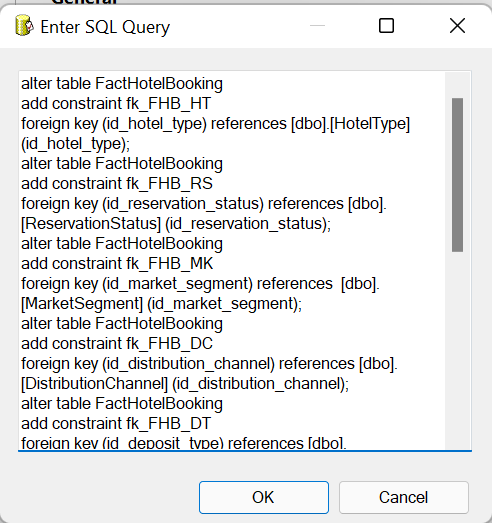 General
Enter SQL Query
alter table FactHotelBooking
add constraint fk_FHB_HT
foreign key (id_hotel_type) references [dbo].[HotelType]
(id_hotel_type);
alter table FactHotelBooking
add constraint fk_FHB_RS
foreign key (id_reservation_status) references [dbo].
[ReservationStatus] (id_reservation_status);
alter table FactHotelBooking
add constraint fk_FHB_MK
foreign key (id_market_segment) references  [dbo].
[MarketSegment] (id_market_segment);
alter table FactHotelBooking
add constraint fk_FHB_DC
foreign key (id_distribution_channel) references [dbo].
[DistributionChannel] (id_distribution_channel);
alter table FactHotelBooking
add constraint fk_FHB_DT
foreign key (id_deposit_type) references [dbo].
OK
Cancel